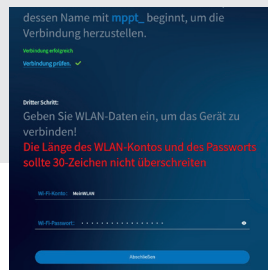 dessen Name mit mppt_ beginnt, um die
Verbindung herzustellen.
Verbindung erfolgreich
Verbindung prüfen. ✓
Dritter Schritt:
Geben Sie WLAN-Daten ein, um das Gerät zu
verbinden!
Die Länge des WLAN-Kontos und des Passworts
sollte 30-Zeichen nicht überschreiten
Wi-Fi-Konto: MeinWLAN
Wi-Fi-Passwort: • • • • • • • • • • • • • • • • •
Abschließen